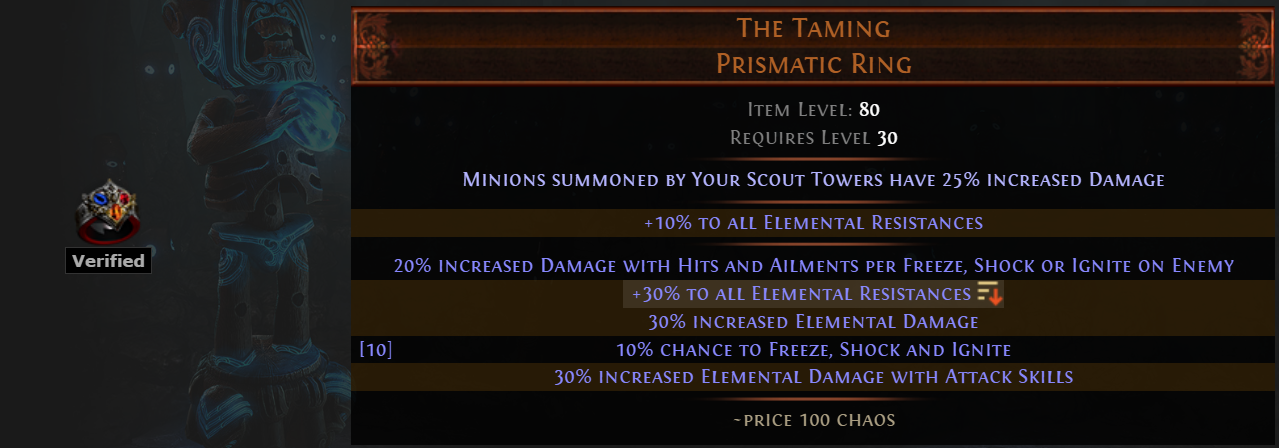 The Taming
Prismatic Ring
Item Level: 80
Requires Level 30
Minions summoned by Your Scout Towers have 25% increased Damage
+10% to all Elemental Resistances
20% increased Damage with Hits and Ailments per Freeze, Shock or Ignite on Enemy
+30% to all Elemental Resistances
30% increased Elemental Damage
[10] 10% chance to Freeze, Shock and Ignite
30% increased Elemental Damage with Attack Skills
~price 100 chaos
Verified